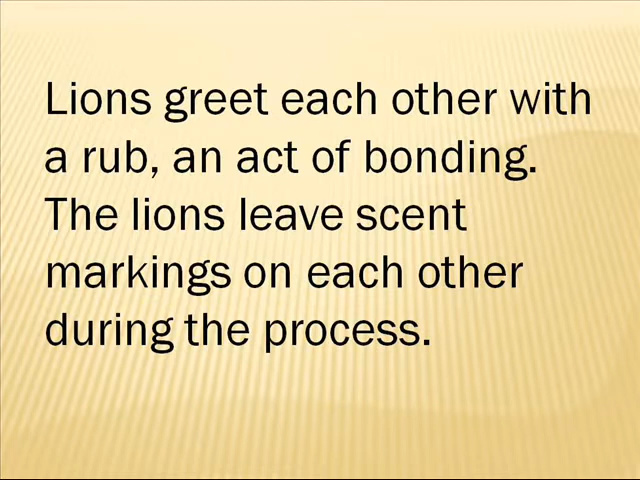 Lions greet each other with
a rub, an act of bonding.
The lions leave scent
markings on each other
during the process.